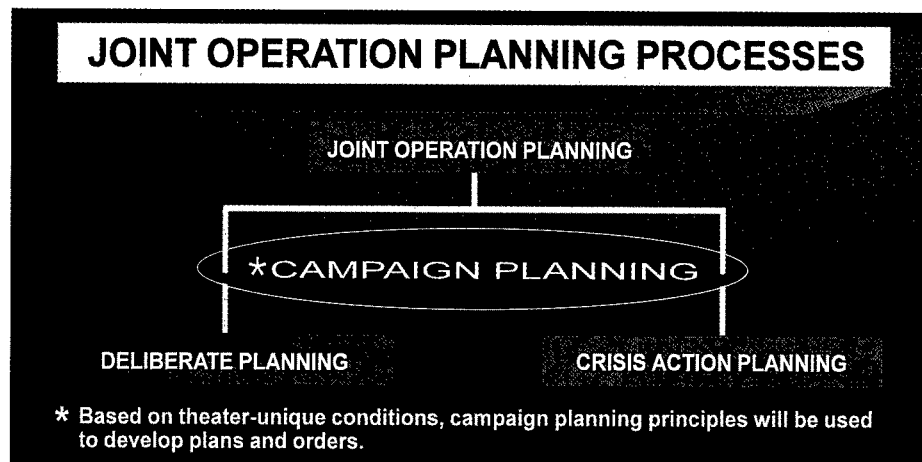 JOINT OPERATION PLANNING PROCESSES
JOINT OPERATION PLANNING
*CAMPAIGN PLANNING
DELIBERATE PLANNING
CRISIS ACTION PLANNING
* Based on theater-unique conditions, campaign planning principles will be used
to develop plans and orders.